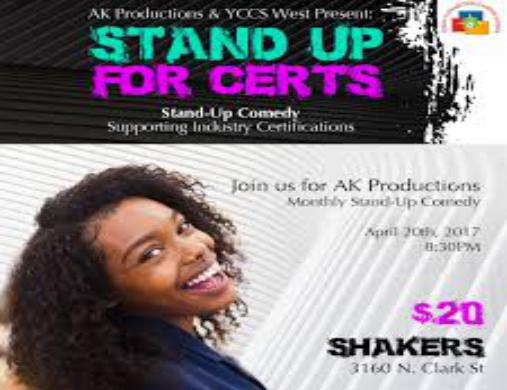 AK Productions & YCCS West Present:
STAND UP
FOR CERTS
Stand-Up Comedy
Supporting Industry Certifications
Join us for AK Productions
Monthly Stand-Up Comedy
April 20th, 2017
8:30PM
$20
SHAKERS
3160 N. Clark St